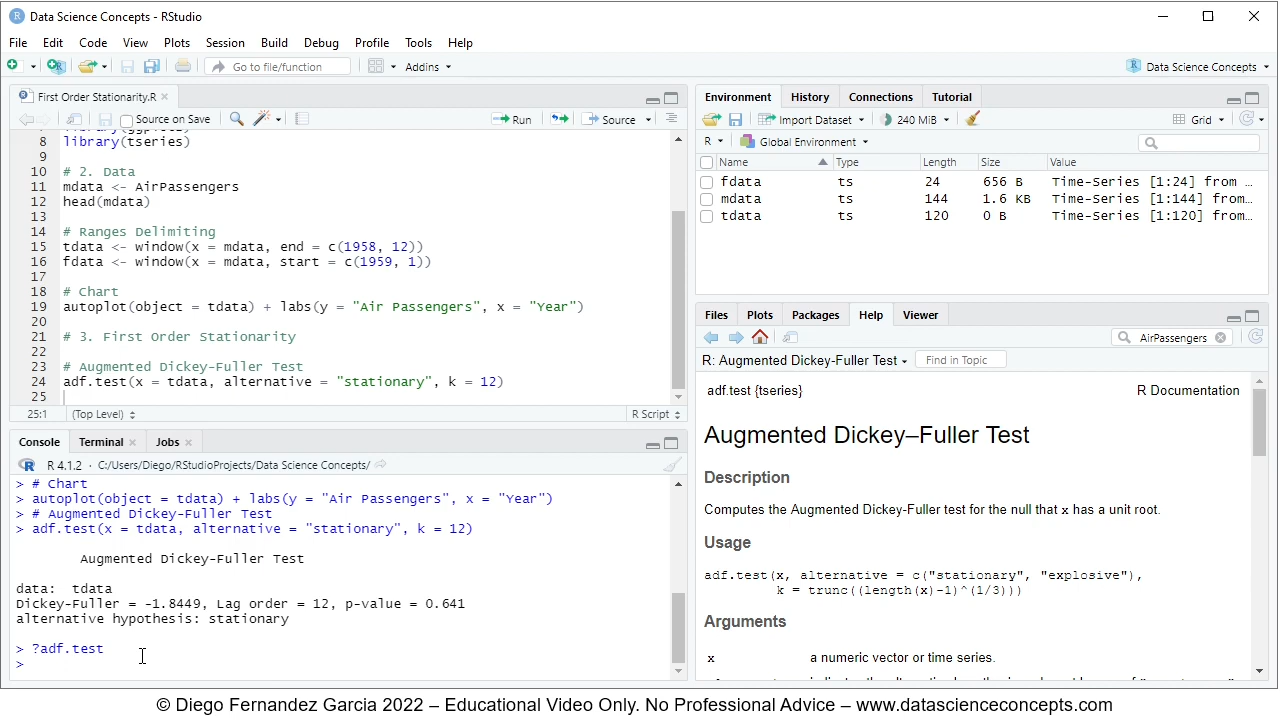 Data Science Concepts - RStudio
File Edit Code View Plots Session Build Debug Profile Tools Help
Go to file/function Addins Data Science Concepts
First Order Stationarity.R
Source on Save Run Source
8 library(tseries)
9
10 # 2. Data
11 mdata <- AirPassengers
12 head(mdata)
13
14 # Ranges Delimiting
15 tdata <- window(x = mdata, end = c(1958, 12))
16 fdata <- window(x = mdata, start = c(1959, 1))
17
18 # Chart
19 autoplot(object = tdata) + labs(y = "Air Passengers", x = "Year")
20
21 # 3. First Order Stationarity
22
23 # Augmented Dickey-Fuller Test
24 adf.test(x = tdata, alternative = "stationary", k = 12)
25
25:1 (Top Level) R Script
Console Terminal Jobs
R 4.1.2 · C:/Users/Diego/RStudioProjects/Data Science Concepts/
> # Chart
> autoplot(object = tdata) + labs(y = "Air Passengers", x = "Year")
> # Augmented Dickey-Fuller Test
> adf.test(x = tdata, alternative = "stationary", k = 12)
Augmented Dickey-Fuller Test
data: tdata
Dickey-Fuller = -1.8449, Lag order = 12, p-value = 0.641
alternative hypothesis: stationary
> ?adf.test
>
Environment History Connections Tutorial
Import Dataset 240 MiB Grid
R Global Environment
Name Type Length Size Value
fdata ts 24 656 B Time-Series [1:24] from …
mdata ts 144 1.6 KB Time-Series [1:144] from…
tdata ts 120 0 B Time-Series [1:120] from…
Files Plots Packages Help Viewer
AirPassengers
R: Augmented Dickey-Fuller Test Find in Topic
adf.test {tseries} R Documentation
Augmented Dickey–Fuller Test
Description
Computes the Augmented Dickey-Fuller test for the null that x has a unit root.
Usage
adf.test(x, alternative = c("stationary", "explosive"),
k = trunc((length(x)-1)^(1/3)))
Arguments
x a numeric vector or time series.
© Diego Fernandez Garcia 2022 – Educational Video Only. No Professional Advice – www.datascienceconcepts.com